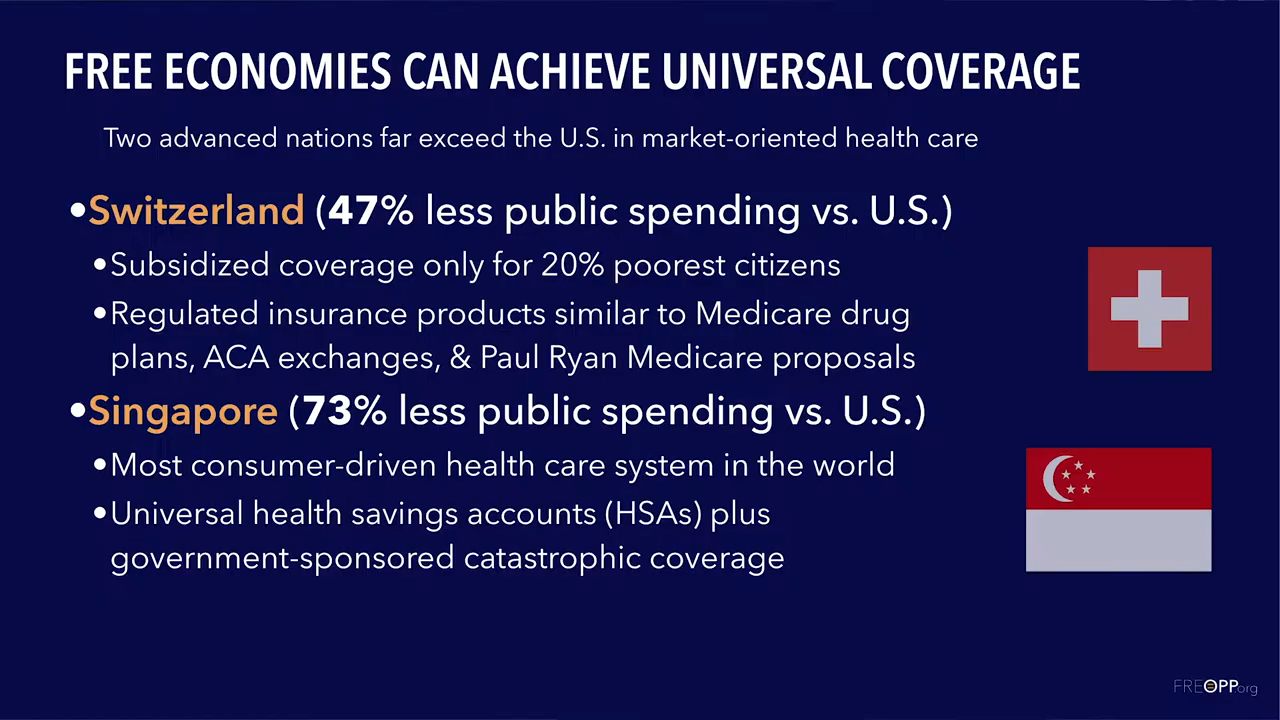 FREE ECONOMIES CAN ACHIEVE UNIVERSAL COVERAGE
Two advanced nations far exceed the U.S. in market-oriented health care
•Switzerland (47% less public spending vs. U.S.)
•Subsidized coverage only for 20% poorest citizens
•Regulated insurance products similar to Medicare drug
plans, ACA exchanges, & Paul Ryan Medicare proposals
•Singapore (73% less public spending vs. U.S.)
•Most consumer-driven health care system in the world
•Universal health savings accounts (HSAs) plus
government-sponsored catastrophic coverage
FREOPP.org